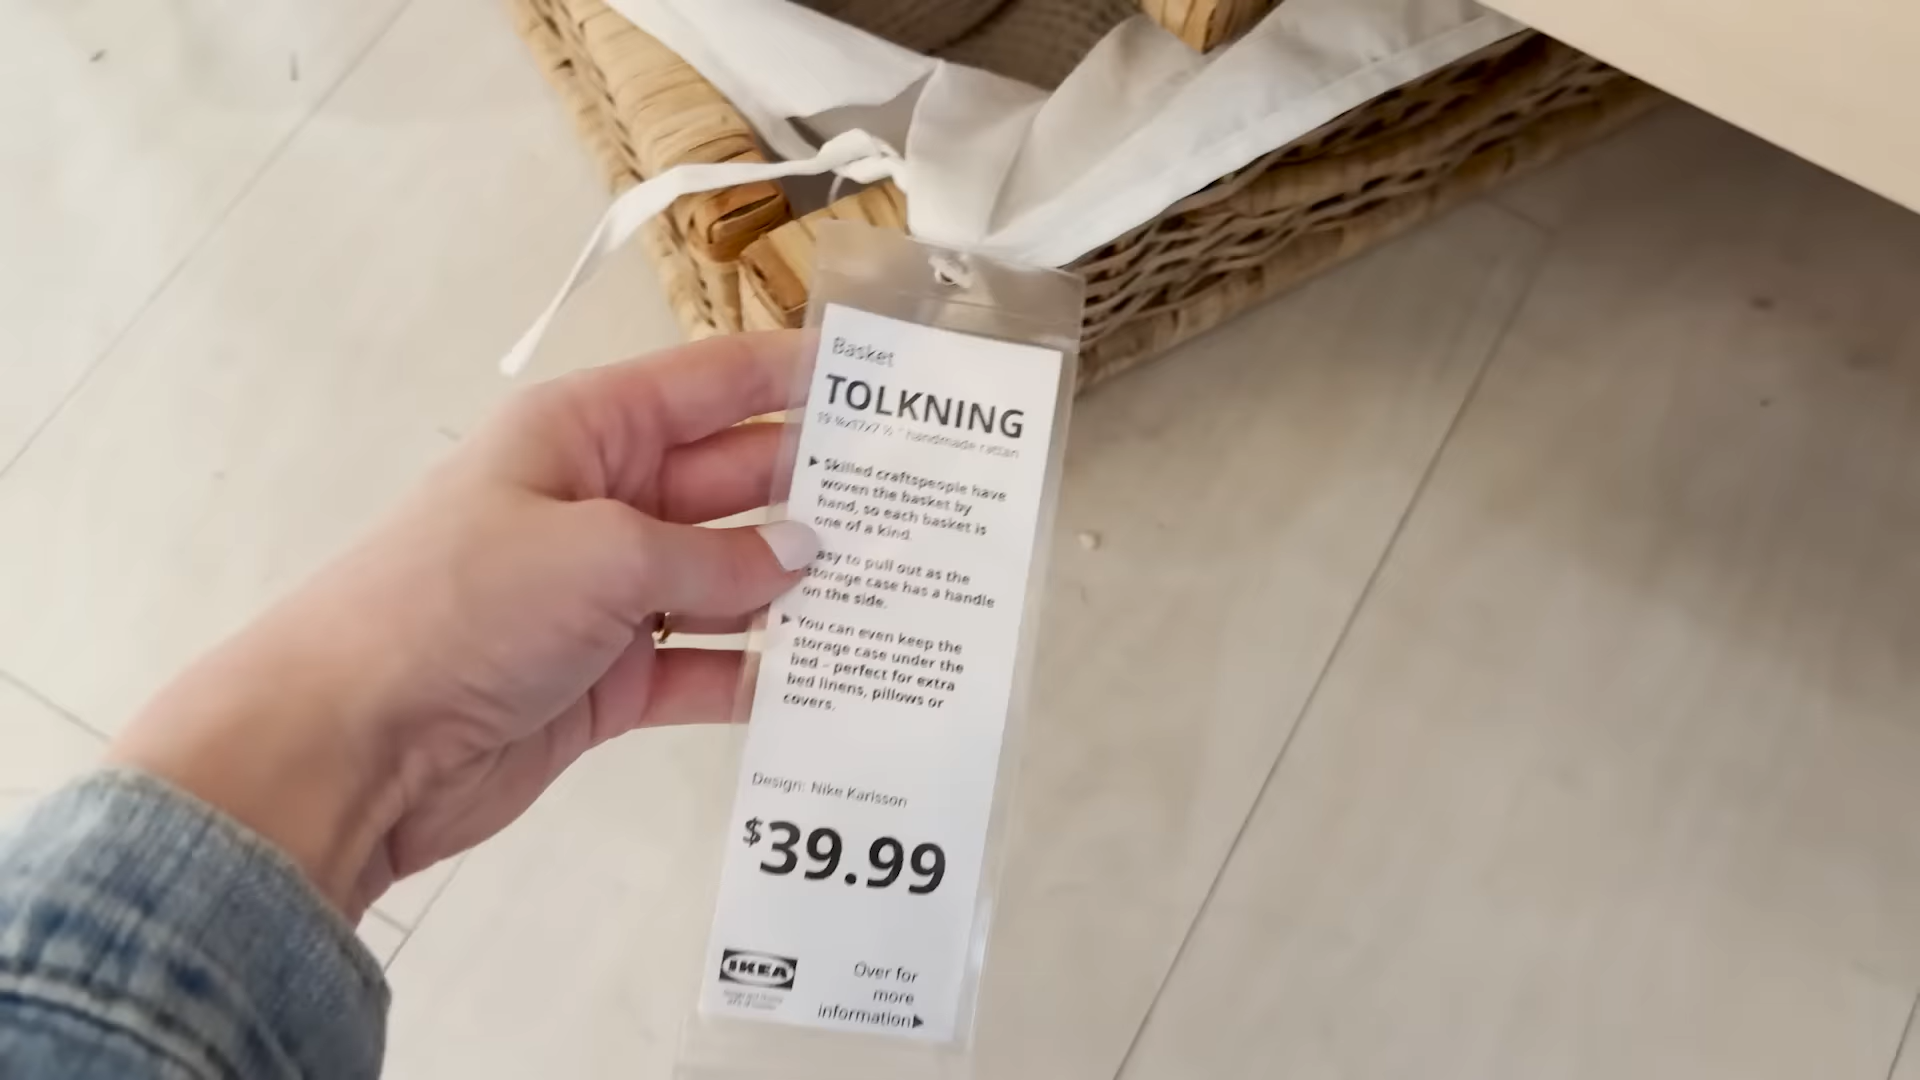 Basket
TOLKNING
handmade rattan
▶ Skilled craftspeople have
woven the basket by
hand, so each basket is
one of a kind.
asy to pull out as the
storage case has a handle
on the side.
▶ You can even keep the
storage case under the
bed – perfect for extra
bed linens, pillows or
covers.
Design: Nike Karlsson
$39.99
IKEA
Over for
more
information▶